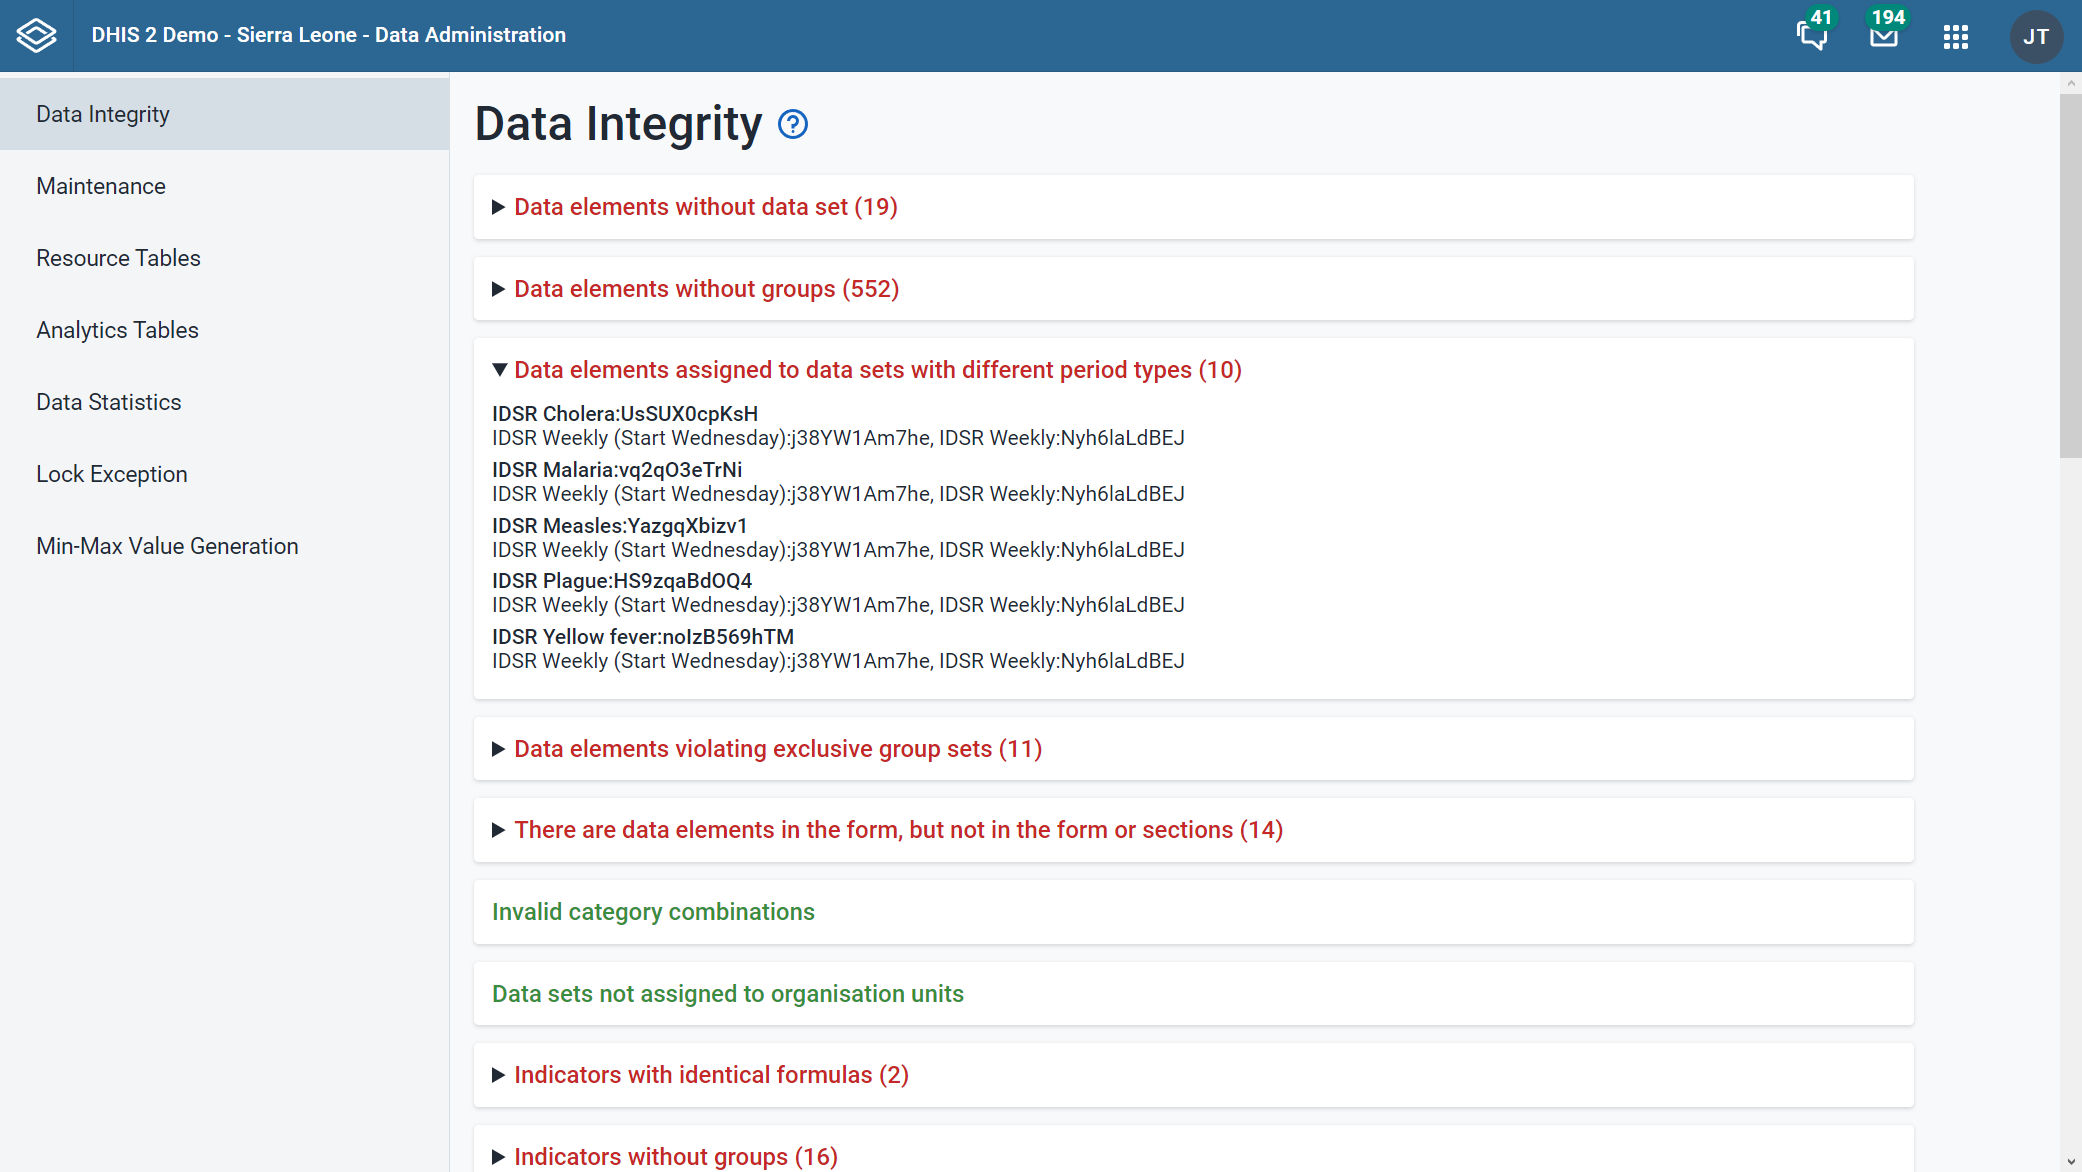 DHIS 2 Demo - Sierra Leone - Data Administration
41
194
JT
Data Integrity
Maintenance
Resource Tables
Analytics Tables
Data Statistics
Lock Exception
Min-Max Value Generation
Data Integrity ?
Data elements without data set (19)
Data elements without groups (552)
Data elements assigned to data sets with different period types (10)
IDSR Cholera:UsSUX0cpKsH
IDSR Weekly (Start Wednesday):j38YW1Am7he, IDSR Weekly:Nyh6laLdBEJ
IDSR Malaria:vq2qO3eTrNi
IDSR Weekly (Start Wednesday):j38YW1Am7he, IDSR Weekly:Nyh6laLdBEJ
IDSR Measles:YazgqXbizv1
IDSR Weekly (Start Wednesday):j38YW1Am7he, IDSR Weekly:Nyh6laLdBEJ
IDSR Plague:HS9zqaBdOQ4
IDSR Weekly (Start Wednesday):j38YW1Am7he, IDSR Weekly:Nyh6laLdBEJ
IDSR Yellow fever:noIzB569hTM
IDSR Weekly (Start Wednesday):j38YW1Am7he, IDSR Weekly:Nyh6laLdBEJ
Data elements violating exclusive group sets (11)
There are data elements in the form, but not in the form or sections (14)
Invalid category combinations
Data sets not assigned to organisation units
Indicators with identical formulas (2)
Indicators without groups (16)